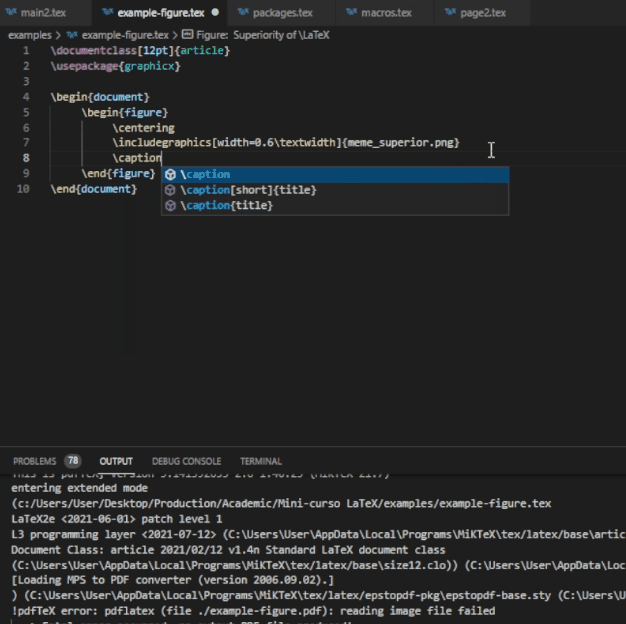 main2.tex example-figure.tex packages.tex macros.tex page2.tex
examples > example-figure.tex > Figure: Superiority of \LaTeX
1 \documentclass[12pt]{article}
2 \usepackage{graphicx}
3
4 \begin{document}
5 \begin{figure}
6 \centering
7 \includegraphics[width=0.6\textwidth]{meme_superior.png}
8 \caption
9 \end{figure}
10 \end{document}
\caption
\caption[short]{title}
\caption{title}
PROBLEMS 78 OUTPUT DEBUG CONSOLE TERMINAL
entering extended mode
(c:/Users/User/Desktop/Production/Academic/Mini-curso LaTeX/examples/example-figure.tex
LaTeX2e <2021-06-01> patch level 1
L3 programming layer <2021-07-12> (C:\Users\User\AppData\Local\Programs\MiKTeX\tex/latex/base\artic
Document Class: article 2021/02/12 v1.4n Standard LaTeX document class
(C:\Users\User\AppData\Local\Programs\MiKTeX\tex/latex/base\size12.clo)) (C:\Users\User\AppData\Loc
[Loading MPS to PDF converter (version 2006.09.02).]
) (C:\Users\User\AppData\Local\Programs\MiKTeX\tex/latex/epstopdf-pkg\epstopdf-base.sty (C:\Users\U
!pdfTeX error: pdflatex (file ./example-figure.pdf): reading image file failed